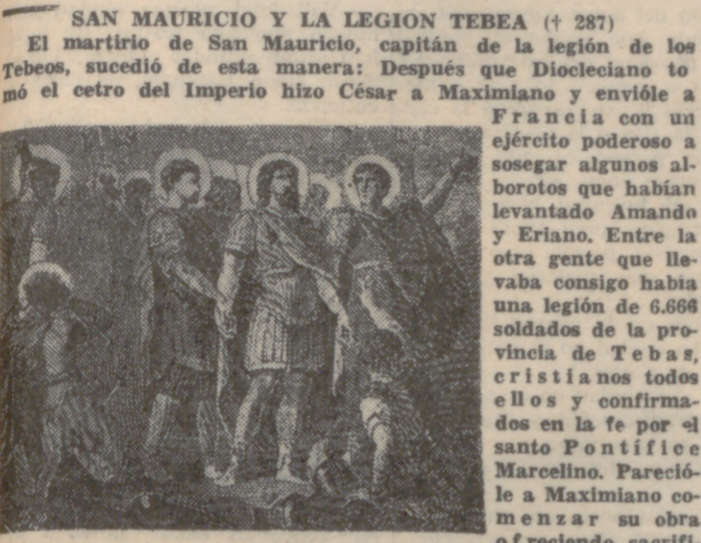 SAN MAURICIO Y LA LEGION TEBEA († 287)
El martirio de San Mauricio, capitán de la legión de los
Tebeos, sucedió de esta manera: Después que Diocleciano to
mó el cetro del Imperio hizo César a Maximiano y envióle a
Francia con un
ejército poderoso a
sosegar algunos al-
borotos que habían
levantado Amando
y Eriano. Entre la
otra gente que lle-
vaba consigo había
una legión de 6.666
soldados de la pro-
vincia de Tebas,
cristianos todos
ellos y confirma-
dos en la fe por el
santo Pontífice
Marcelino. Pareció-
le a Maximiano co-
menzar su obra
ofreciendo sacrifi-